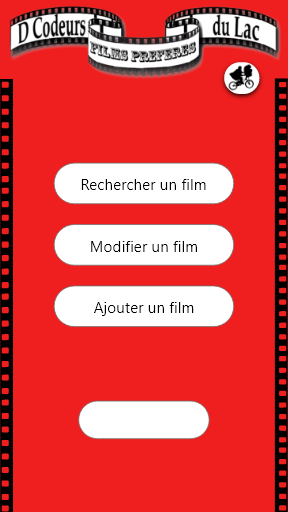 D Codeurs du Lac
FILMS PREFERES
Rechercher un film
Modifier un film
Ajouter un film